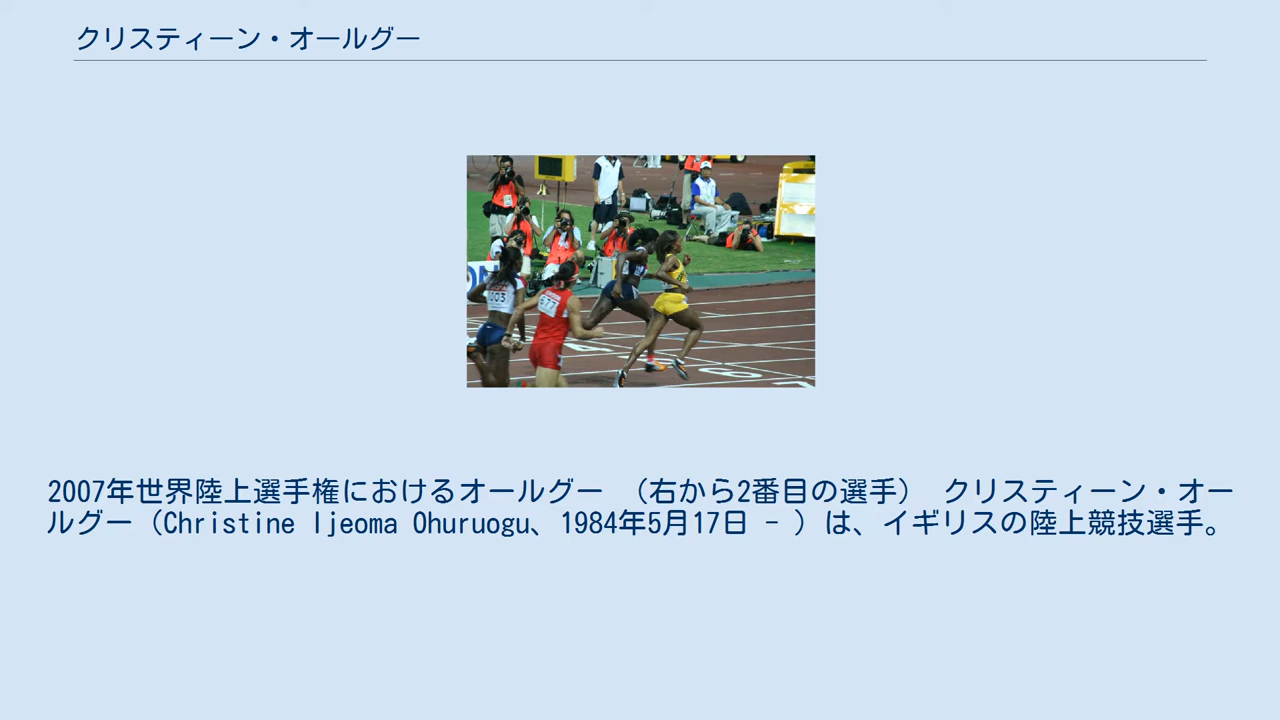 クリスティーン・オールグー
003
577
2007年世界陸上選手権におけるオールグー （右から2番目の選手） クリスティーン・オー
ルグー（Christine Ijeoma Ohuruogu、1984年5月17日 - ）は、イギリスの陸上競技選手。